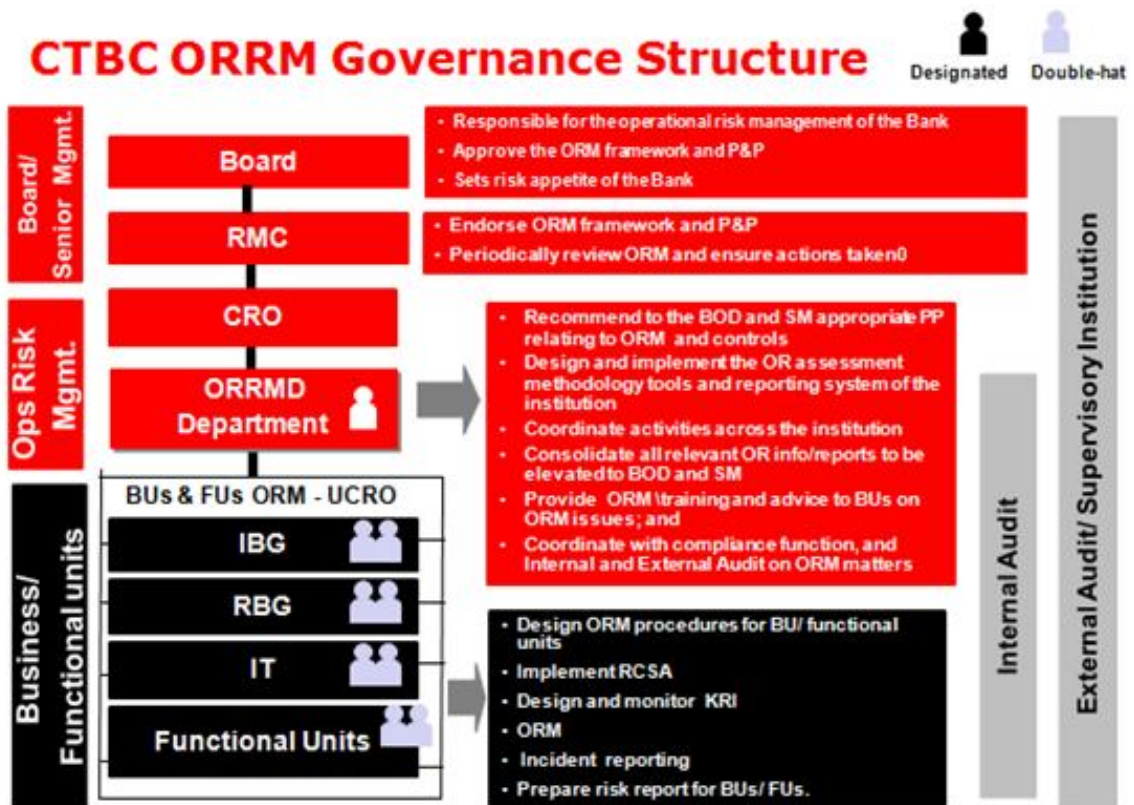 CTBC ORRM Governance Structure
Designated
Double-hat
Board/
Senior Mgmt.
Board
• Responsible for the operational risk management of the Bank
• Approve the ORM framework and P&P
• Sets risk appetite of the Bank
RMC
• Endorse ORM framework and P&P
• Periodically review ORM and ensure actions taken0
Ops Risk
Mgmt.
CRO
ORRMD
Department
• Recommend to the BOD and SM appropriate PP
relating to ORM and controls
• Design and implement the OR assessment
methodology tools and reporting system of the
institution
• Coordinate activities across the institution
• Consolidate all relevant OR info/reports to be
elevated to BOD and SM
• Provide ORM \training and advice to BUs on
ORM issues; and
• Coordinate with compliance function, and
Internal and External Audit on ORM matters
Business/
Functional units
BUs & FUs ORM - UCRO
IBG
RBG
IT
Functional Units
• Design ORM procedures for BU/ functional
units
• Implement RCSA
• Design and monitor KRI
• ORM
• Incident reporting
• Prepare risk report for BUs/ FUs.
Internal Audit
External Audit/ Supervisory Institution